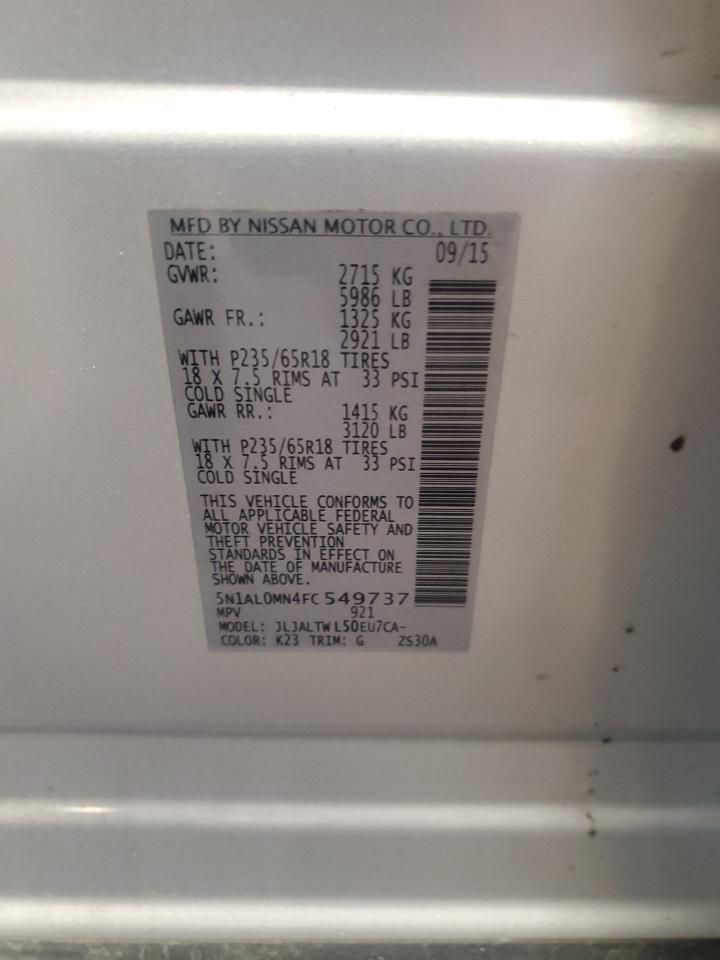 MFD BY NISSAN MOTOR CO., LTD.
DATE: 09/15
GVWR: 2715 KG
5986 LB
GAWR FR.: 1325 KG
2921 LB
WITH P235/65R18 TIRES
18 X 7.5 RIMS AT 33 PSI
COLD SINGLE
GAWR RR.: 1415 KG
3120 LB
WITH P235/65R18 TIRES
18 X 7.5 RIMS AT 33 PSI
COLD SINGLE
THIS VEHICLE CONFORMS TO
ALL APPLICABLE FEDERAL
MOTOR VEHICLE SAFETY AND
THEFT PREVENTION
STANDARDS IN EFFECT ON
THE DATE OF MANUFACTURE
SHOWN ABOVE.
5N1AL0MN4FC549737
MPV 921
MODEL: JLJALTWL50EU7CA-
COLOR: K23 TRIM: G ZS30A